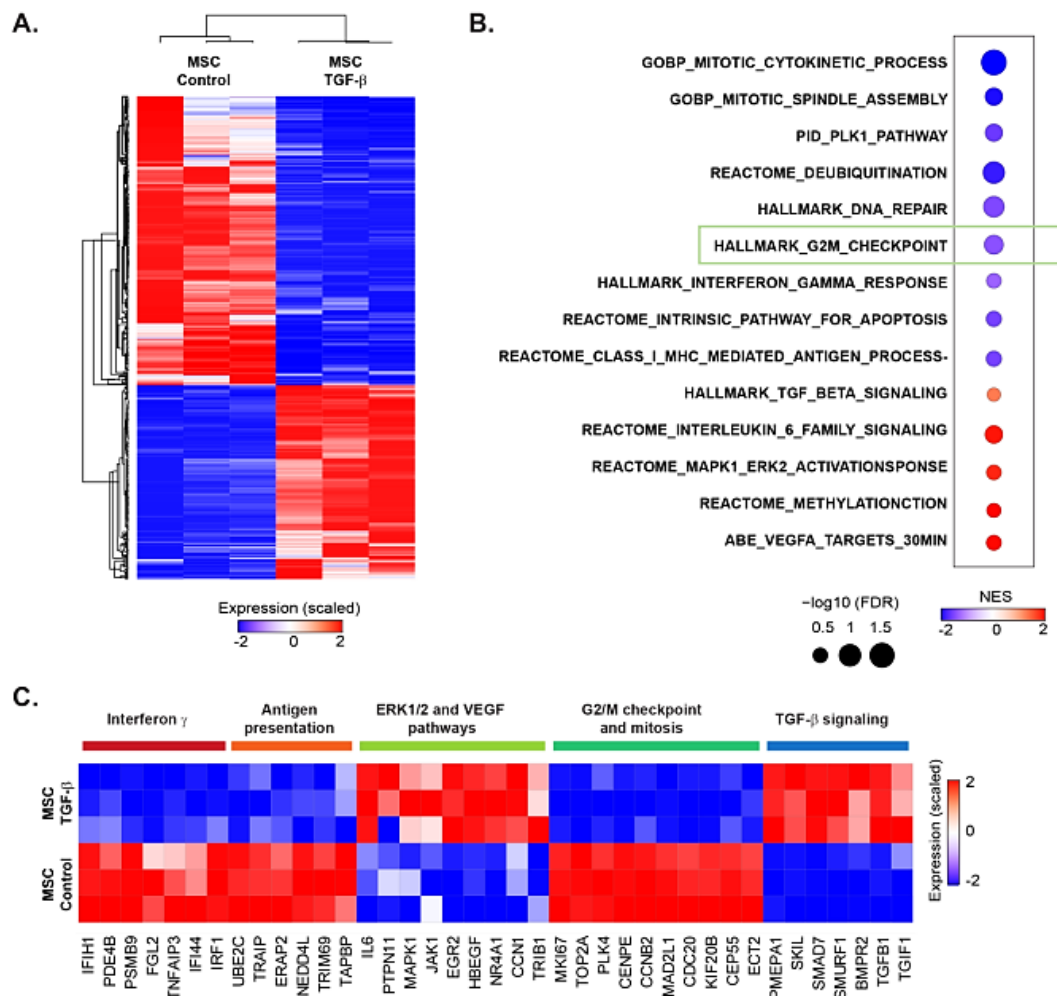 A.
MSC
Control
MSC
TGF-β
Expression (scaled)
-2 0 2
B.
GOBP_MITOTIC_CYTOKINETIC_PROCESS
GOBP_MITOTIC_SPINDLE_ASSEMBLY
PID_PLK1_PATHWAY
REACTOME_DEUBIQUITINATION
HALLMARK_DNA_REPAIR
HALLMARK_G2M_CHECKPOINT
HALLMARK_INTERFERON_GAMMA_RESPONSE
REACTOME_INTRINSIC_PATHWAY_FOR_APOPTOSIS
REACTOME_CLASS_I_MHC_MEDIATED_ANTIGEN_PROCESS-
HALLMARK_TGF_BETA_SIGNALING
REACTOME_INTERLEUKIN_6_FAMILY_SIGNALING
REACTOME_MAPK1_ERK2_ACTIVATIONSPONSE
REACTOME_METHYLATIONCTION
ABE_VEGFA_TARGETS_30MIN
−log10 (FDR)
0.5 1 1.5
NES
-2 0 2
C.
Interferon γ
Antigen
presentation
ERK1/2 and VEGF
pathways
G2/M checkpoint
and mitosis
TGF-β signaling
MSC
TGF-β
MSC
Control
IFIH1
PDE4B
PSMB9
FGL2
TNFAIP3
IFI44
IRF1
UBE2C
TRAIP
ERAP2
NEDD4L
TRIM69
TAPBP
IL6
PTPN11
MAPK1
JAK1
EGR2
HBEGF
NR4A1
CCN1
TRIB1
MKI67
TOP2A
PLK4
CENPE
CCNB2
MAD2L1
CDC20
KIF20B
CEP55
ECT2
PMEPA1
SKIL
SMAD7
SMURF1
BMPR2
TGFB1
TGIF1
Expression (scaled)
2
0
-2